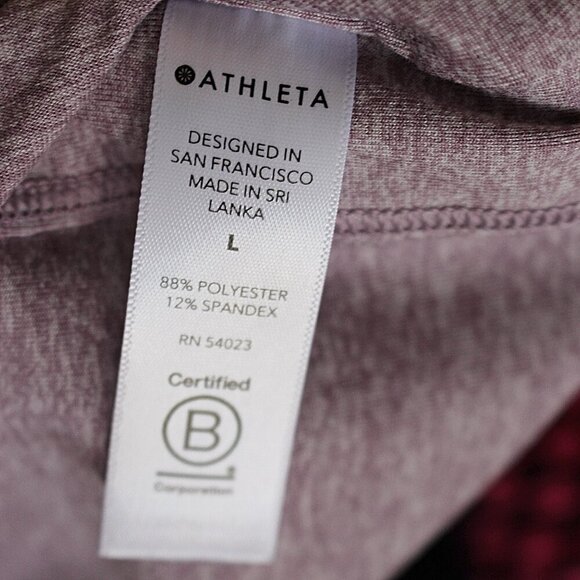 ATHLETA
DESIGNED IN
SAN FRANCISCO
MADE IN SRI
LANKA
L
88% POLYESTER
12% SPANDEX
RN 54023
Certified
B
Corporation